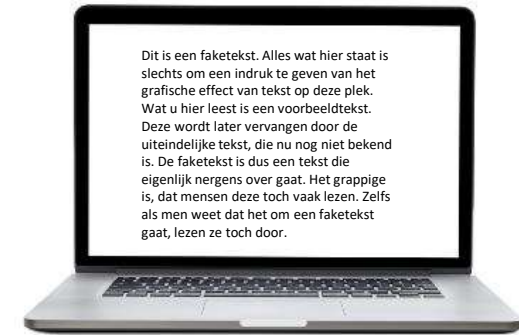 Dit is een faketekst. Alles wat hier staat is
slechts om een indruk te geven van het
grafische effect van tekst op deze plek.
Wat u hier leest is een voorbeeldtekst.
Deze wordt later vervangen door de
uiteindelijke tekst, die nu nog niet bekend
is. De faketekst is dus een tekst die
eigenlijk nergens over gaat. Het grappige
is, dat mensen deze toch vaak lezen. Zelfs
als men weet dat het om een faketekst
gaat, lezen ze toch door.